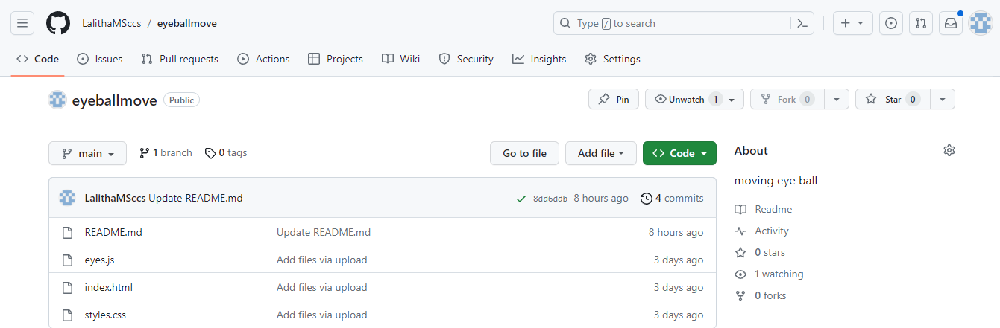 LalithaMSccs / eyeballmove
Type / to search
Code Issues Pull requests Actions Projects Wiki Security Insights Settings
eyeballmove Public
Pin Unwatch 1 Fork 0 Star 0
main 1 branch 0 tags Go to file Add file Code
LalithaMSccs Update README.md 8dd6ddb 8 hours ago 4 commits
README.md Update README.md 8 hours ago
eyes.js Add files via upload 3 days ago
index.html Add files via upload 3 days ago
styles.css Add files via upload 3 days ago
About
moving eye ball
Readme
Activity
0 stars
1 watching
0 forks